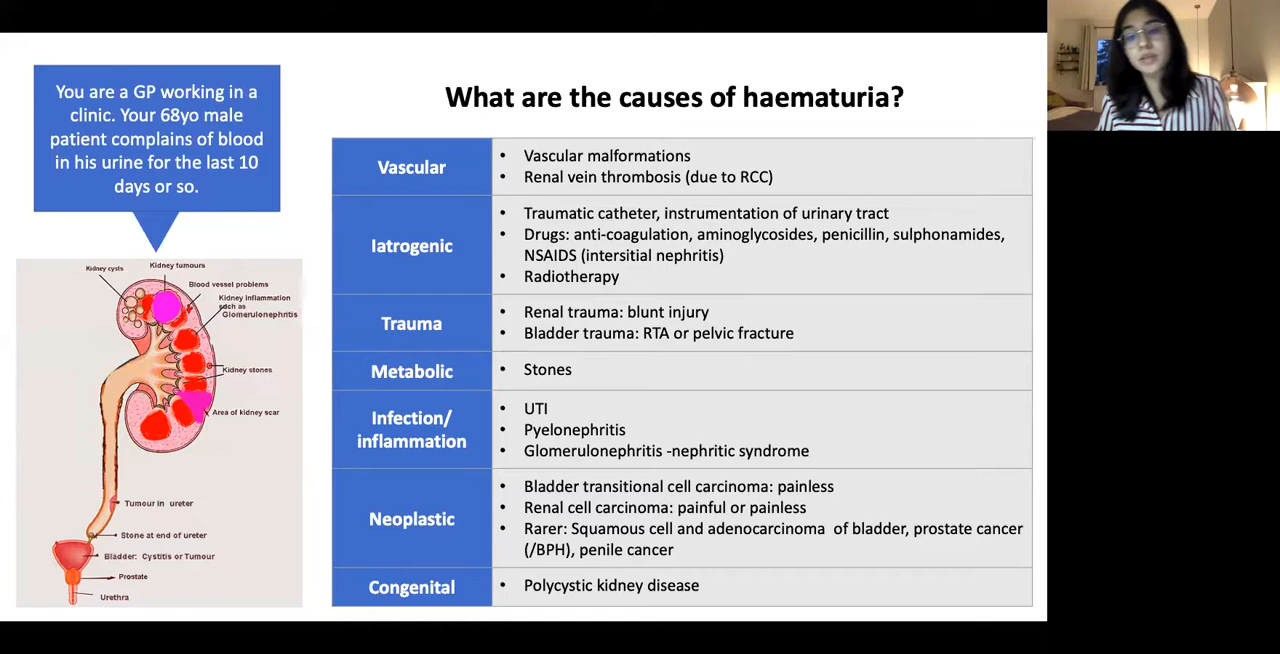 You are a GP working in a
clinic. Your 68yo male
patient complains of blood
in his urine for the last 10
days or so.
Kidney cysts
Kidney tumours
Blood vessel problems
Kidney Inflammation
such as
Glomerulonephritis
Kidney stones
Area of kidney scar
Tumour in ureter
Stone at end of ureter
Bladder: Cystitis or Tumour
Prostate
Urethra
What are the causes of haematuria?
Vascular
• Vascular malformations
• Renal vein thrombosis (due to RCC)
Iatrogenic
• Traumatic catheter, instrumentation of urinary tract
• Drugs: anti-coagulation, aminoglycosides, penicillin, sulphonamides,
NSAIDS (intersitial nephritis)
• Radiotherapy
Trauma
• Renal trauma: blunt injury
• Bladder trauma: RTA or pelvic fracture
Metabolic
• Stones
Infection/
inflammation
• UTI
• Pyelonephritis
• Glomerulonephritis -nephritic syndrome
Neoplastic
• Bladder transitional cell carcinoma: painless
• Renal cell carcinoma: painful or painless
• Rarer: Squamous cell and adenocarcinoma of bladder, prostate cancer
(/BPH), penile cancer
Congenital
• Polycystic kidney disease